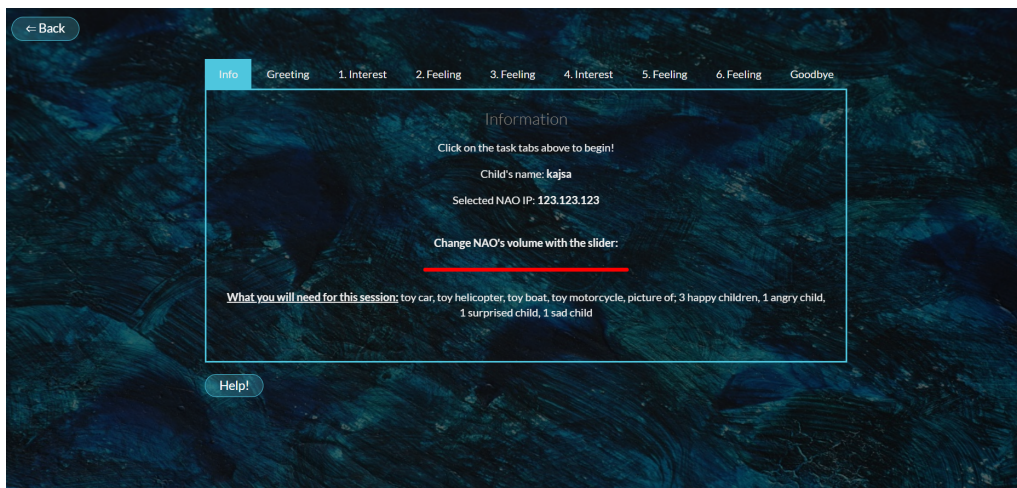 ⇐ Back
Info Greeting 1. Interest 2. Feeling 3. Feeling 4. Interest 5. Feeling 6. Feeling Goodbye
Information
Click on the task tabs above to begin!
Child's name: kajsa
Selected NAO IP: 123.123.123
Change NAO's volume with the slider:
What you will need for this session: toy car, toy helicopter, toy boat, toy motorcycle, picture of; 3 happy children, 1 angry child,
1 surprised child, 1 sad child
Help!